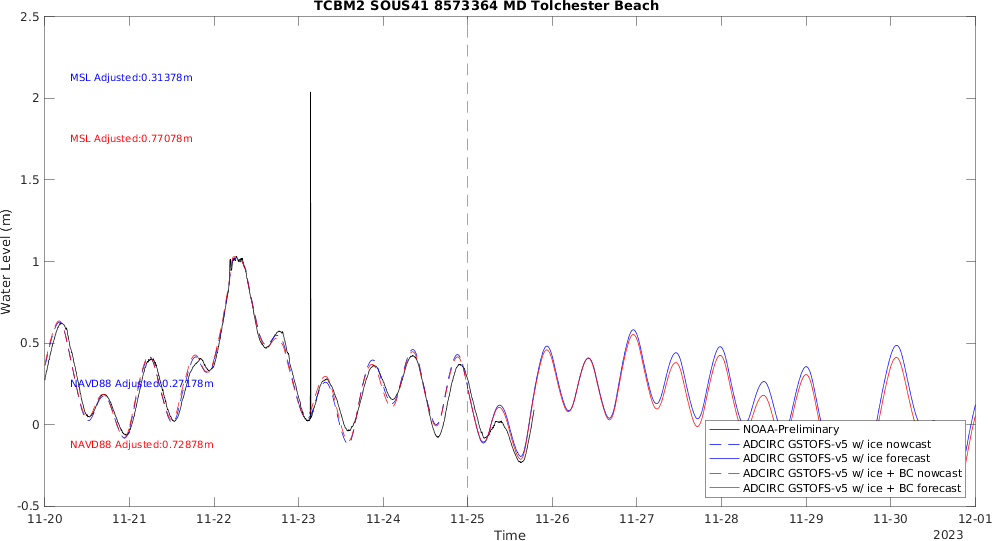 TCBM2 SOUS41 8573364 MD Tolchester Beach
2.5
2
1.5
1
0.5
0
-0.5
Water Level (m)
MSL Adjusted:0.31378m
MSL Adjusted:0.77078m
NAVD88 Adjusted:0.27178m
NAVD88 Adjusted:0.72878m
NOAA-Preliminary
ADCIRC GSTOFS-v5 w/ ice nowcast
ADCIRC GSTOFS-v5 w/ ice forecast
ADCIRC GSTOFS-v5 w/ ice + BC nowcast
ADCIRC GSTOFS-v5 w/ ice + BC forecast
11-20 11-21 11-22 11-23 11-24 11-25 11-26 11-27 11-28 11-29 11-30 12-01
Time
2023